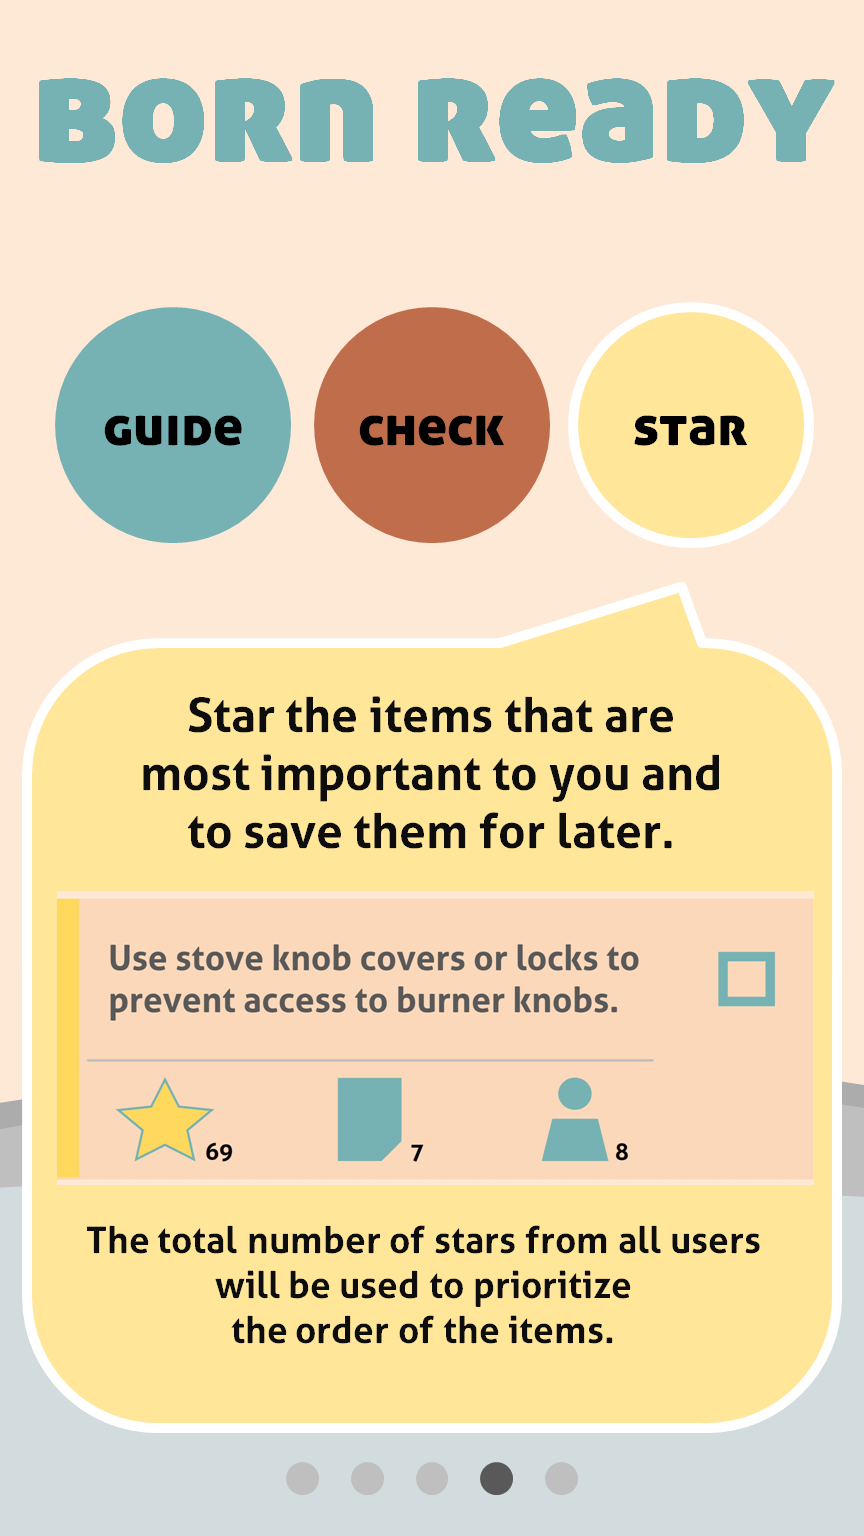 BORN ReaDY
GUIDe
CHeCK
STaR
Star the items that are
most important to you and
to save them for later.
Use stove knob covers or locks to
prevent access to burner knobs.
69
7
8
The total number of stars from all users
will be used to prioritize
the order of the items.